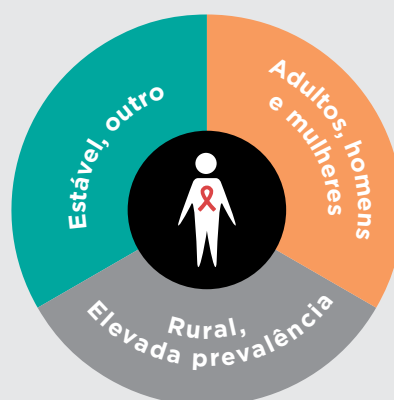 Estável, outro
Adultos, homens
e mulheres
Rural,
Elevada prevalência